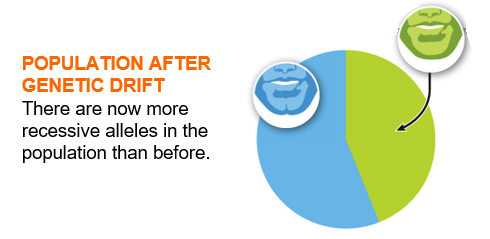 POPULATION AFTER
GENETIC DRIFT
There are now more
recessive alleles in the
population than before.